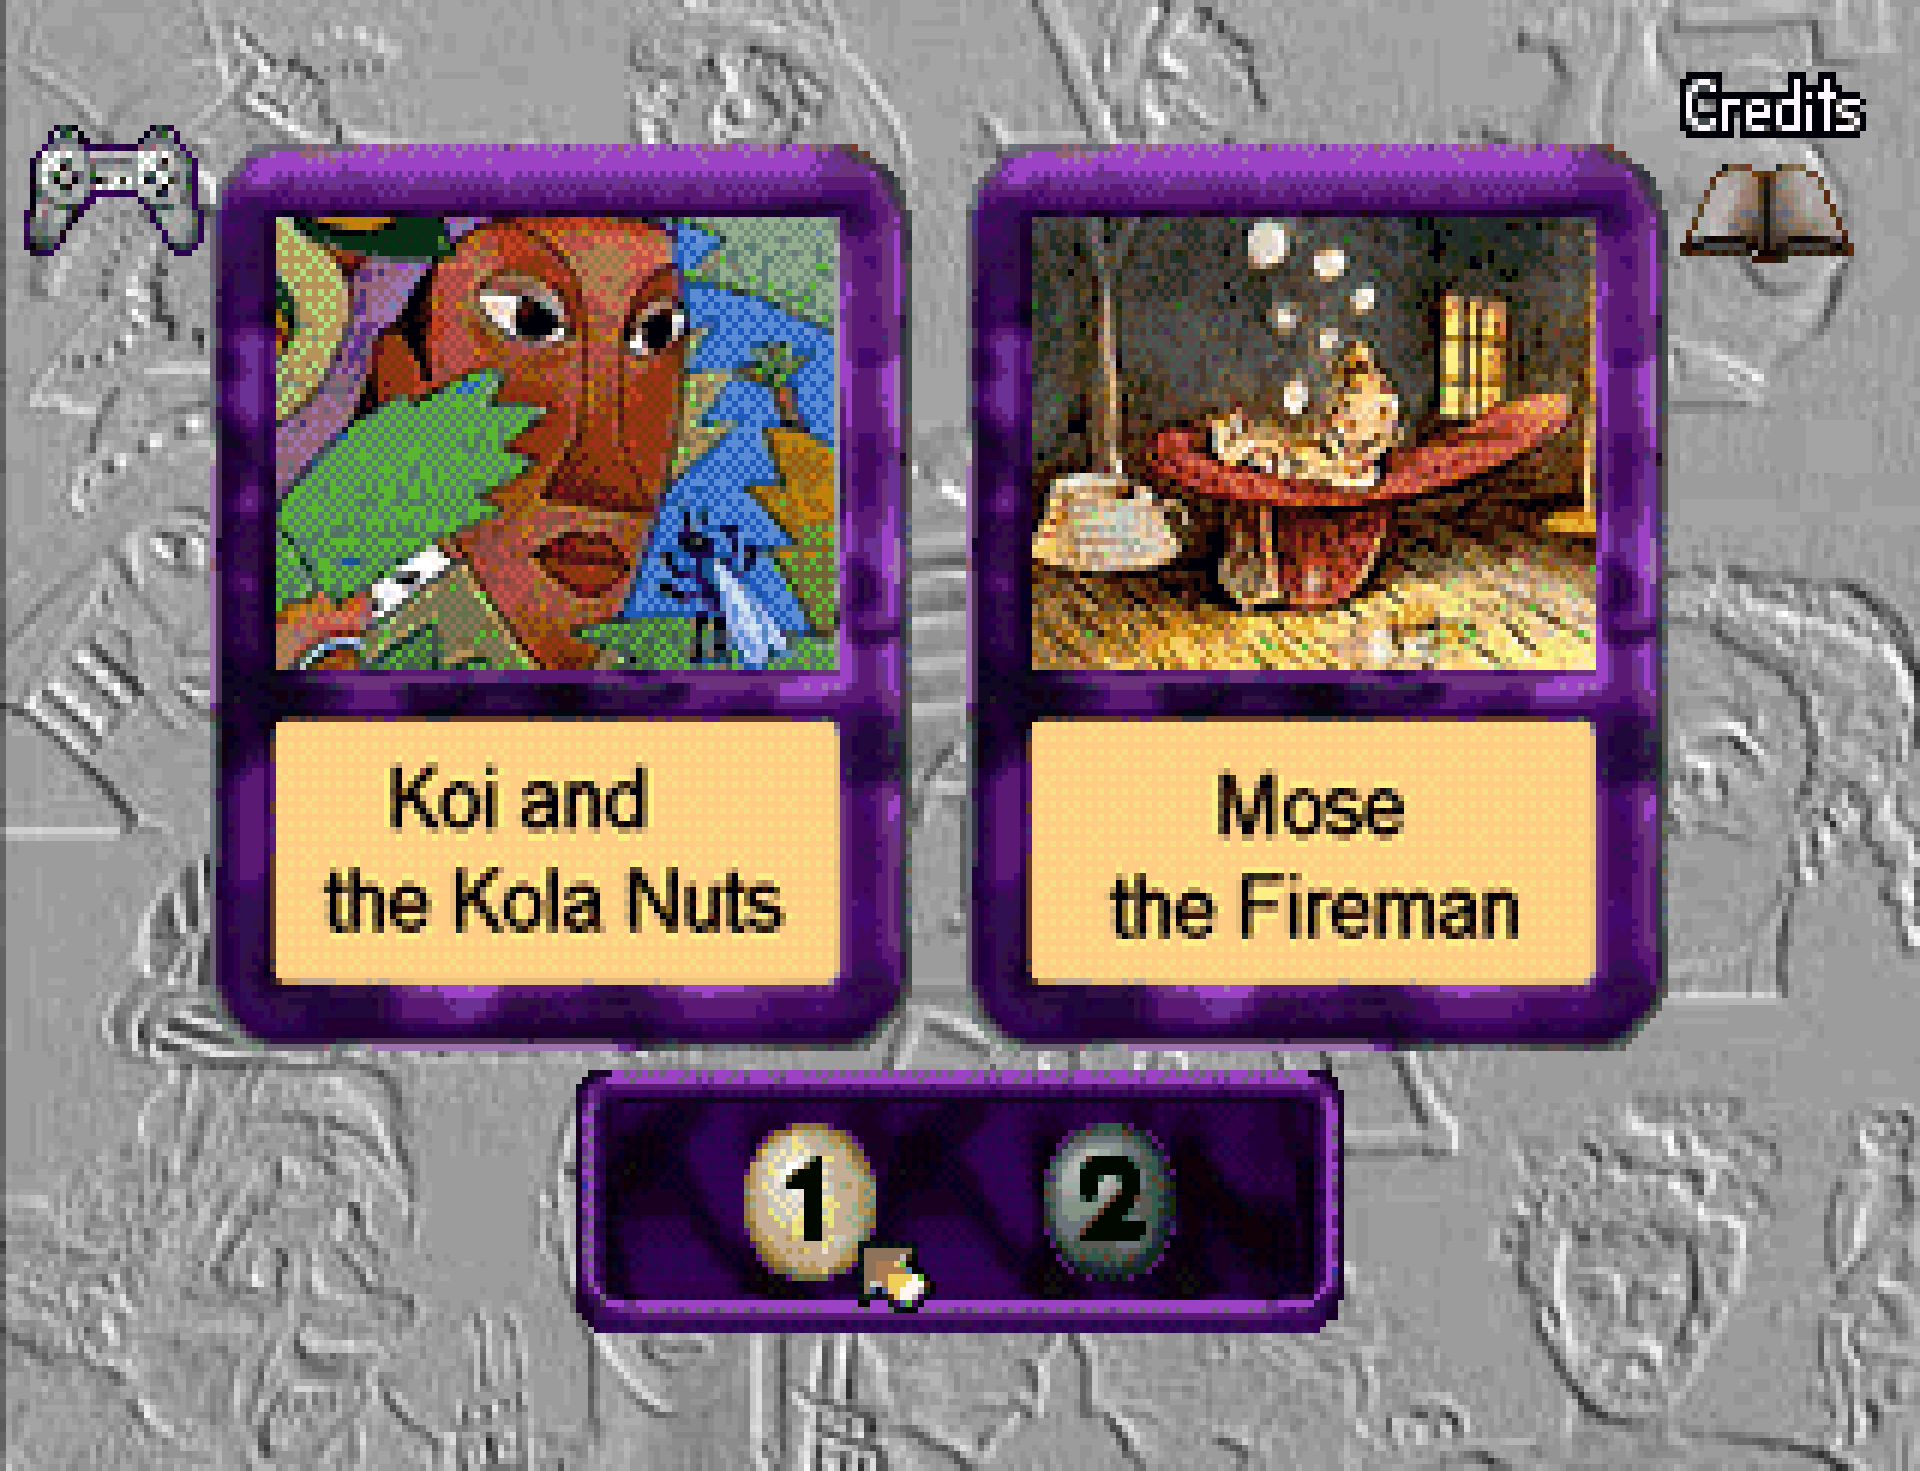 Credits
Koi and
the Kola Nuts
Mose
the Fireman
1
2